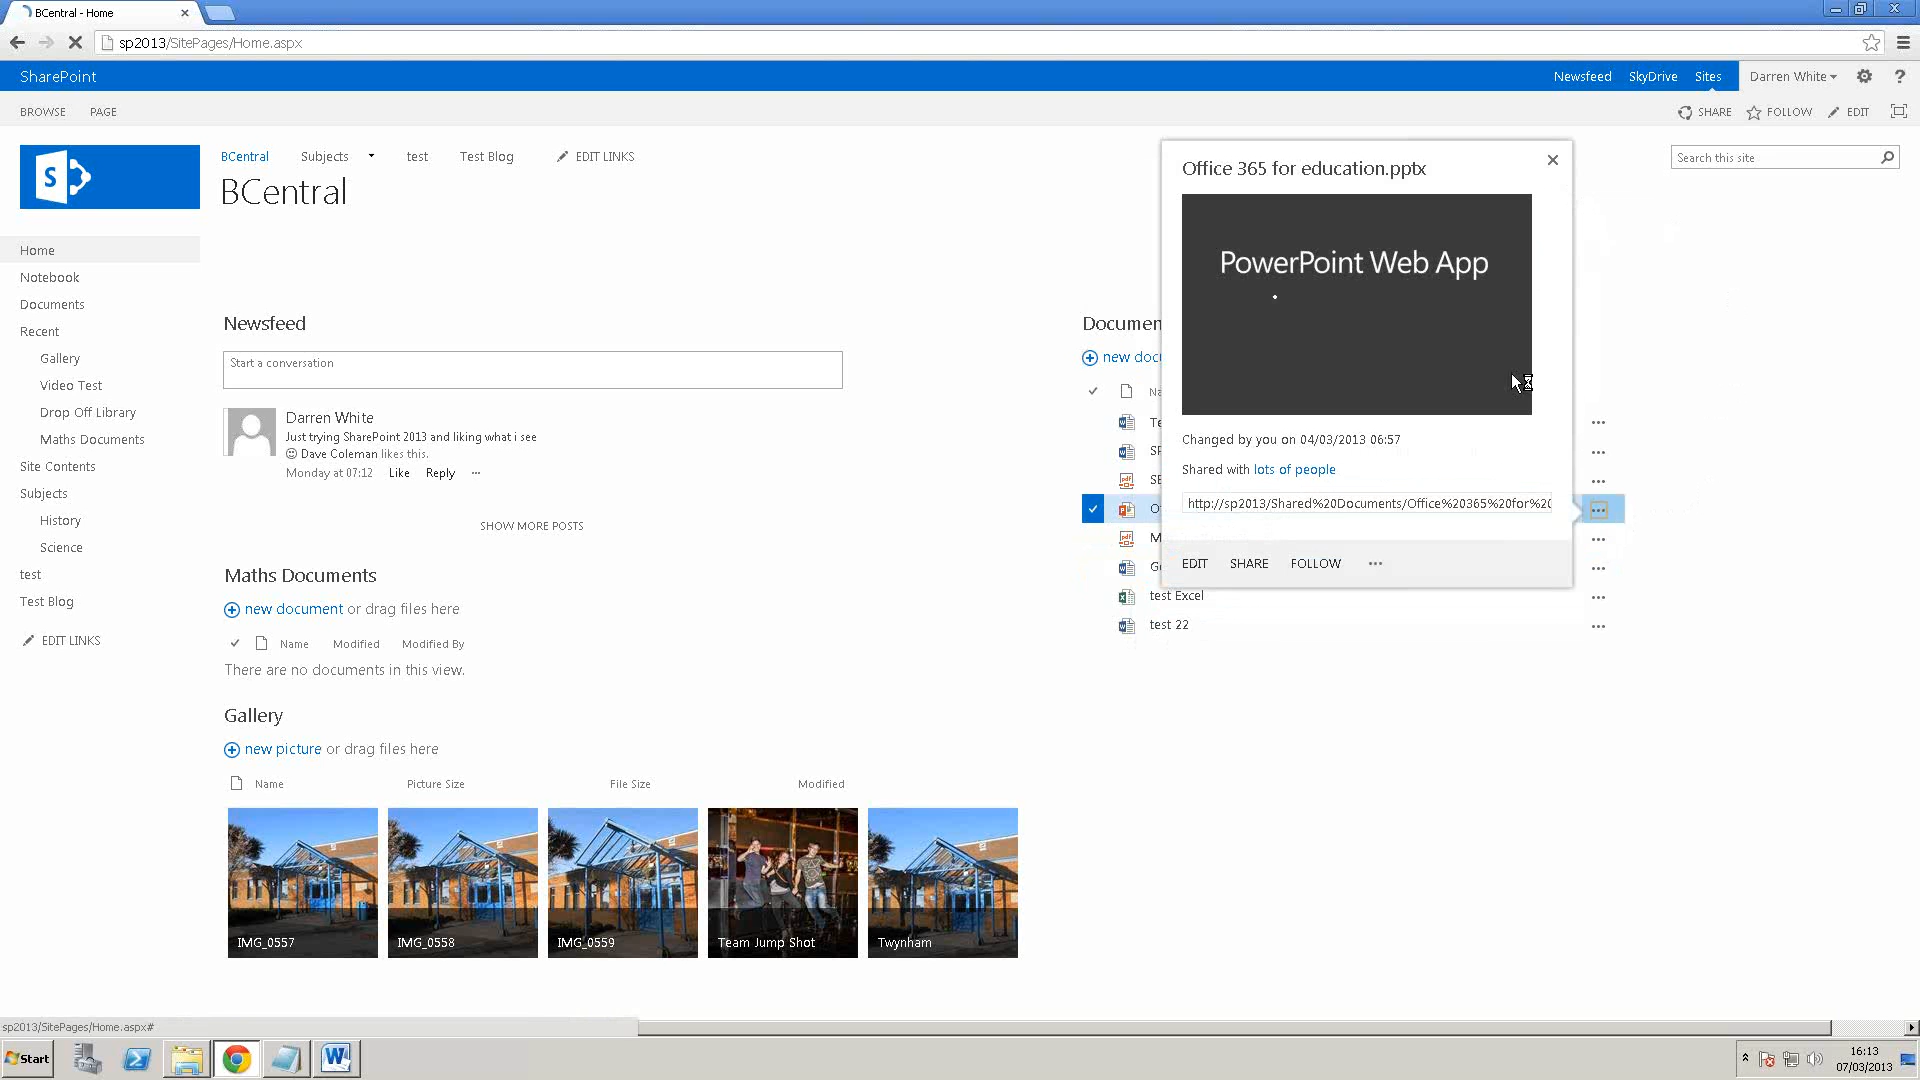 BCentral - Home
sp2013/SitePages/Home.aspx
SharePoint
Newsfeed SkyDrive Sites Darren White ?
BROWSE PAGE
SHARE FOLLOW EDIT
S
BCentral Subjects test Test Blog EDIT LINKS
Search this site
BCentral
Home
Notebook
Documents
Recent
Gallery
Video Test
Drop Off Library
Maths Documents
Site Contents
Subjects
History
Science
test
Test Blog
EDIT LINKS
Newsfeed
Start a conversation
Darren White
Just trying SharePoint 2013 and liking what i see
Dave Coleman likes this.
Monday at 07:12 Like Reply ...
SHOW MORE POSTS
Maths Documents
new document or drag files here
Name Modified Modified By
There are no documents in this view.
Gallery
new picture or drag files here
Name Picture Size File Size Modified
IMG_0557
IMG_0558
IMG_0559
Team Jump Shot
Twynham
new
test Excel
test 22
Office 365 for education.pptx
PowerPoint Web App
Changed by you on 04/03/2013 06:57
Shared with lots of people
http://sp2013/Shared%20Documents/Office%20365%20for%20
EDIT SHARE FOLLOW ...
sp2013/SitePages/Home.aspx#
Start
16:13
07/03/2013